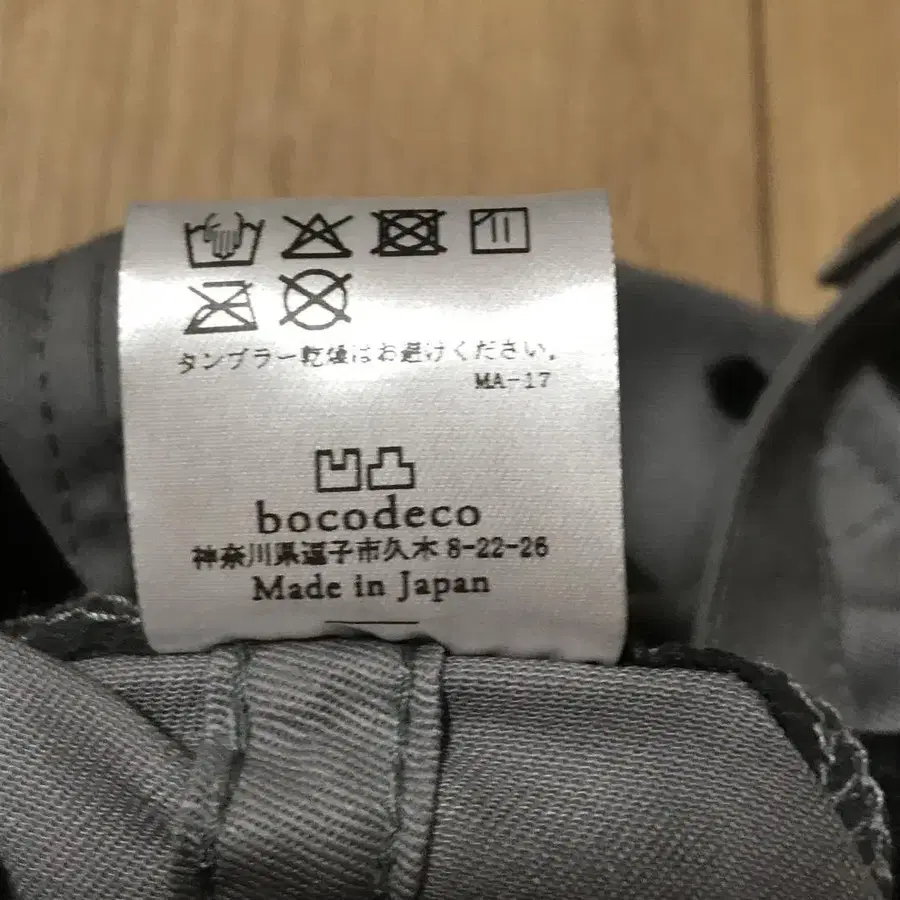 タンブラー乾燥はお避けください。
MA-17
bocodeco
神奈川県逗子市久木 8-22-26
Made in Japan